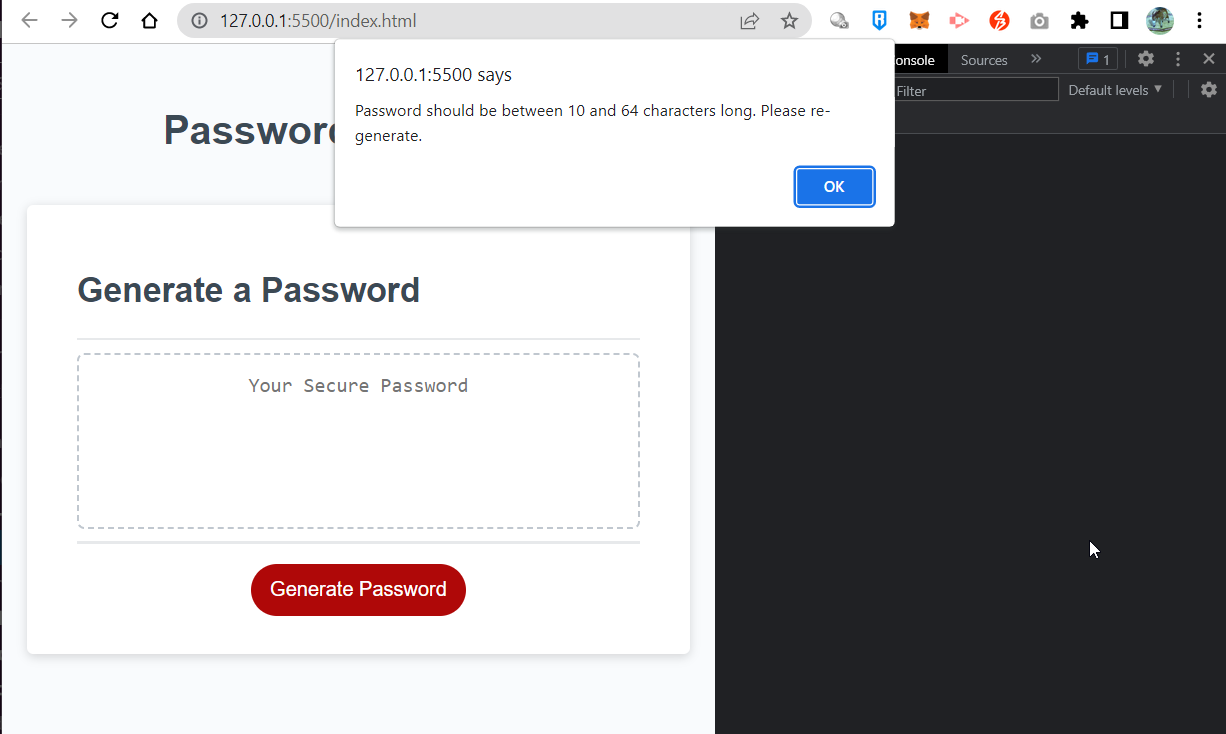 127.0.0.1:5500/index.html
127.0.0.1:5500 says
Password should be between 10 and 64 characters long. Please re-
generate.
OK
onsole
Sources
1
Filter
Default levels
Password
Generate a Password
Your Secure Password
Generate Password